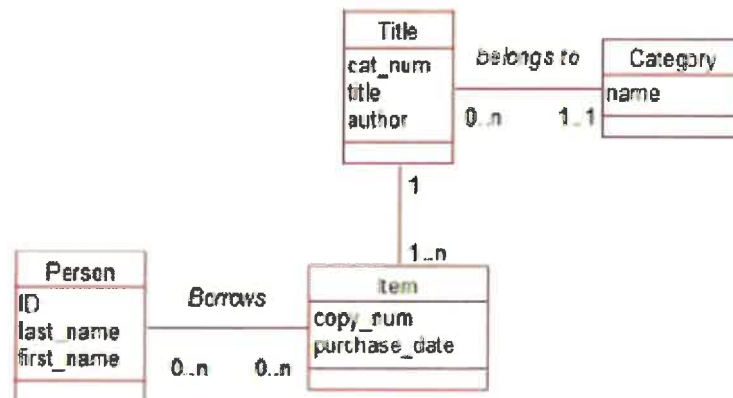 Title
cat_num
title
author
belongs to
0..n
1..1
Category
name
1
1..n
Person
ID
last_name
first_name
Borrows
0..n
0..n
Item
copy_num
purchase_date